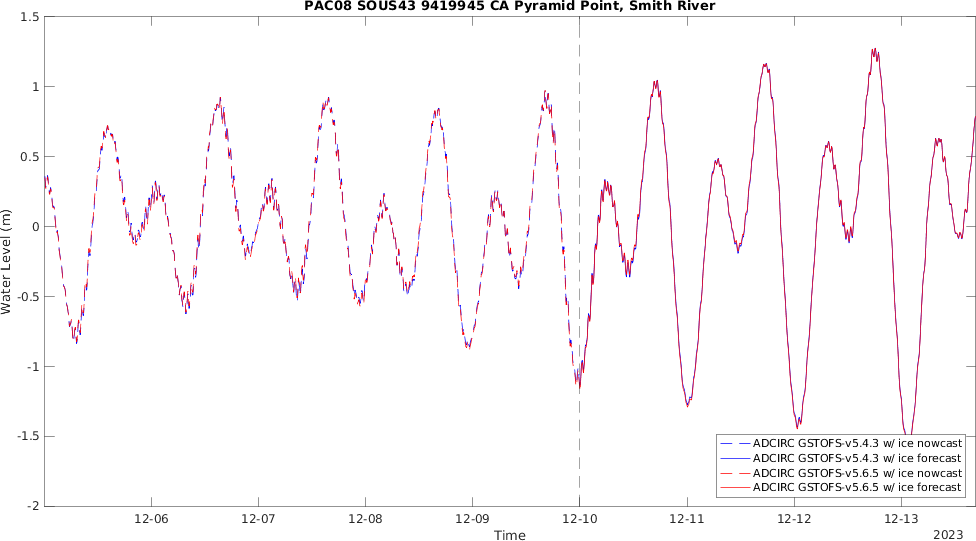 PAC08 SOUS43 9419945 CA Pyramid Point, Smith River
1.5
1
0.5
0
-0.5
-1
-1.5
-2
Water Level (m)
ADCIRC GSTOFS-v5.4.3 w/ ice nowcast
ADCIRC GSTOFS-v5.4.3 w/ ice forecast
ADCIRC GSTOFS-v5.6.5 w/ ice nowcast
ADCIRC GSTOFS-v5.6.5 w/ ice forecast
12-06 12-07 12-08 12-09 12-10 12-11 12-12 12-13
Time
2023